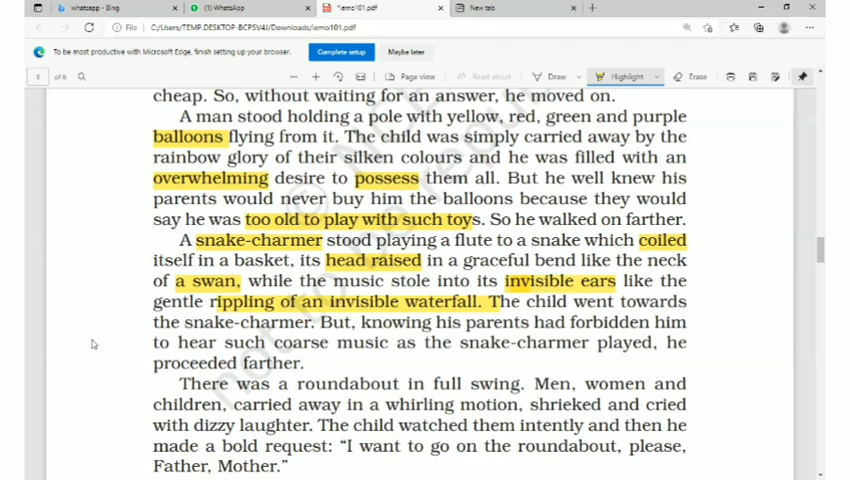 whatsapp - Bing
(1) WhatsApp
*iemo101.pdf
New tab
File
C:/Users/TEMP.DESKTOP-BCPSV4J/Downloads/iemo101.pdf
To be most productive with Microsoft Edge, finish setting up your browser.
Complete setup
Maybe later
of 6
Page view
Read aloud
Draw
Highlight
Erase
cheap. So, without waiting for an answer, he moved on.
A man stood holding a pole with yellow, red, green and purple
balloons flying from it. The child was simply carried away by the
rainbow glory of their silken colours and he was filled with an
overwhelming desire to possess them all. But he well knew his
parents would never buy him the balloons because they would
say he was too old to play with such toys. So he walked on farther.
A snake-charmer stood playing a flute to a snake which coiled
itself in a basket, its head raised in a graceful bend like the neck
of a swan, while the music stole into its invisible ears like the
gentle rippling of an invisible waterfall. The child went towards
the snake-charmer. But, knowing his parents had forbidden him
to hear such coarse music as the snake-charmer played, he
proceeded farther.
There was a roundabout in full swing. Men, women and
children, carried away in a whirling motion, shrieked and cried
with dizzy laughter. The child watched them intently and then he
made a bold request: “I want to go on the roundabout, please,
Father, Mother.”